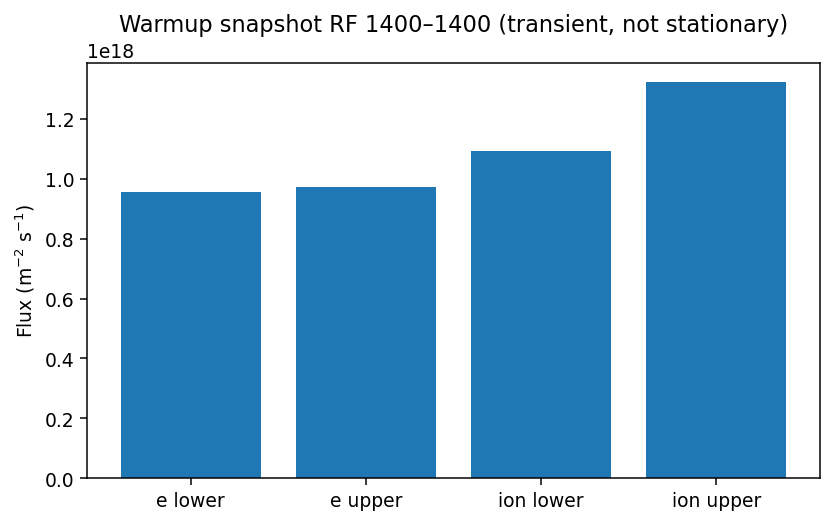 Warmup snapshot RF 1400–1400 (transient, not stationary)
1e18
Flux (m⁻² s⁻¹)
1.2
1.0
0.8
0.6
0.4
0.2
0.0
e lower
e upper
ion lower
ion upper